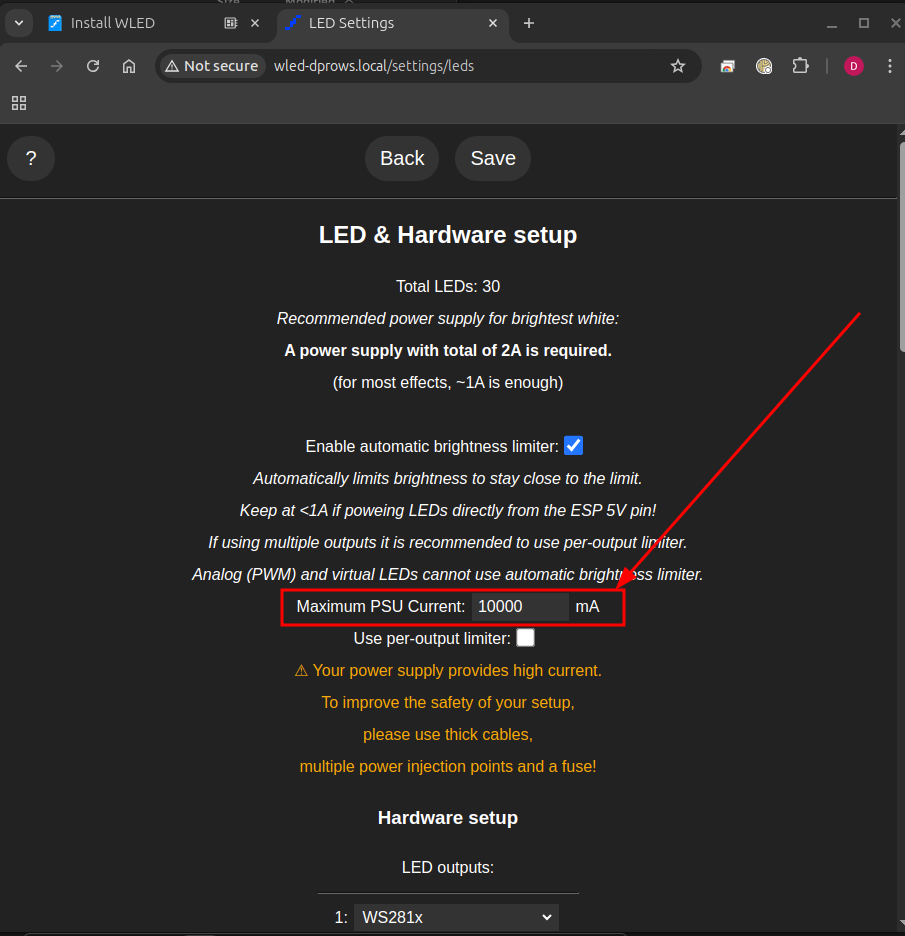 Install WLED
LED Settings
Not secure
wled-dprows.local/settings/leds
D
?
Back
Save
LED & Hardware setup
Total LEDs: 30
Recommended power supply for brightest white:
A power supply with total of 2A is required.
(for most effects, ~1A is enough)
Enable automatic brightness limiter:
Automatically limits brightness to stay close to the limit.
Keep at <1A if poweing LEDs directly from the ESP 5V pin!
If using multiple outputs it is recommended to use per-output limiter.
Analog (PWM) and virtual LEDs cannot use automatic brightness limiter.
Maximum PSU Current: 10000 mA
Use per-output limiter:
⚠ Your power supply provides high current.
To improve the safety of your setup,
please use thick cables,
multiple power injection points and a fuse!
Hardware setup
LED outputs:
1: WS281x